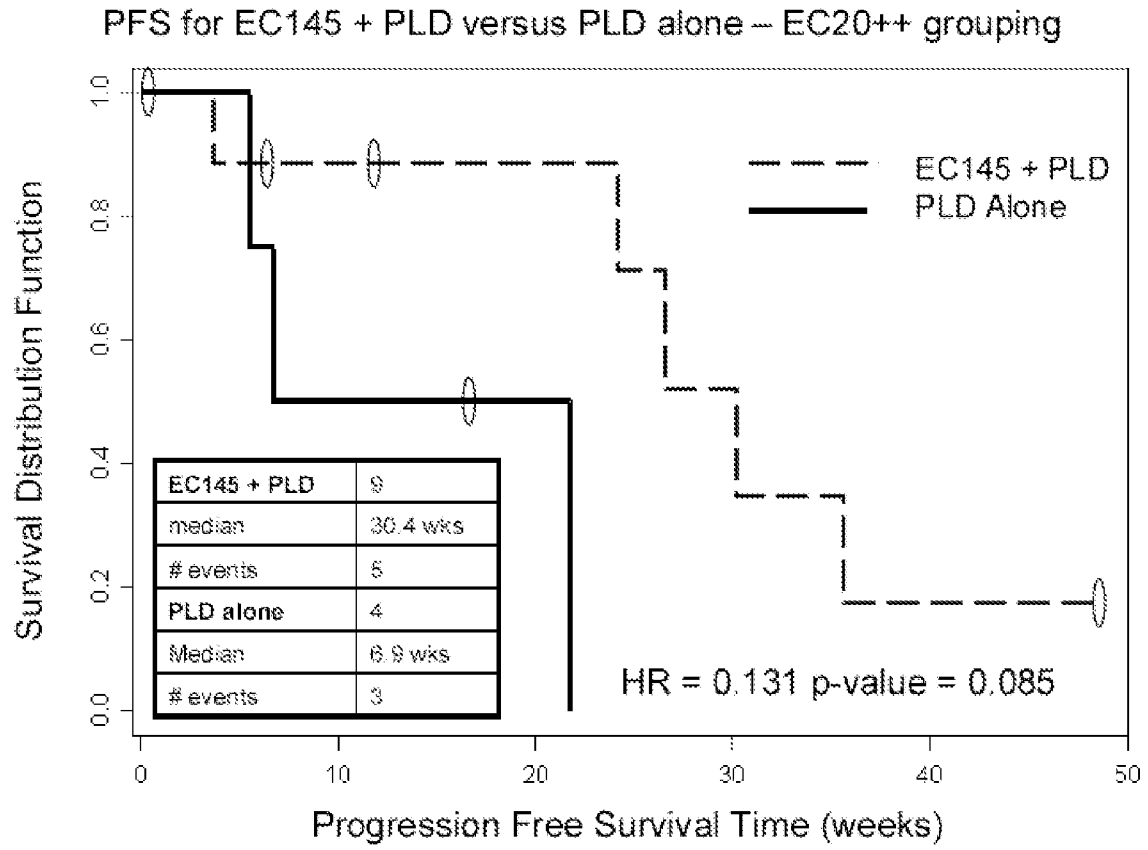 PFS for EC145 + PLD versus PLD alone – EC20++ grouping
Survival Distribution Function
1.0
0.8
0.6
0.4
0.2
0.0
EC145 + PLD
PLD Alone
EC145 + PLD 9
median 30.4 wks
# events 5
PLD alone 4
Median 6.9 wks
# events 3
HR = 0.131 p-value = 0.085
0 10 20 30 40 50
Progression Free Survival Time (weeks)